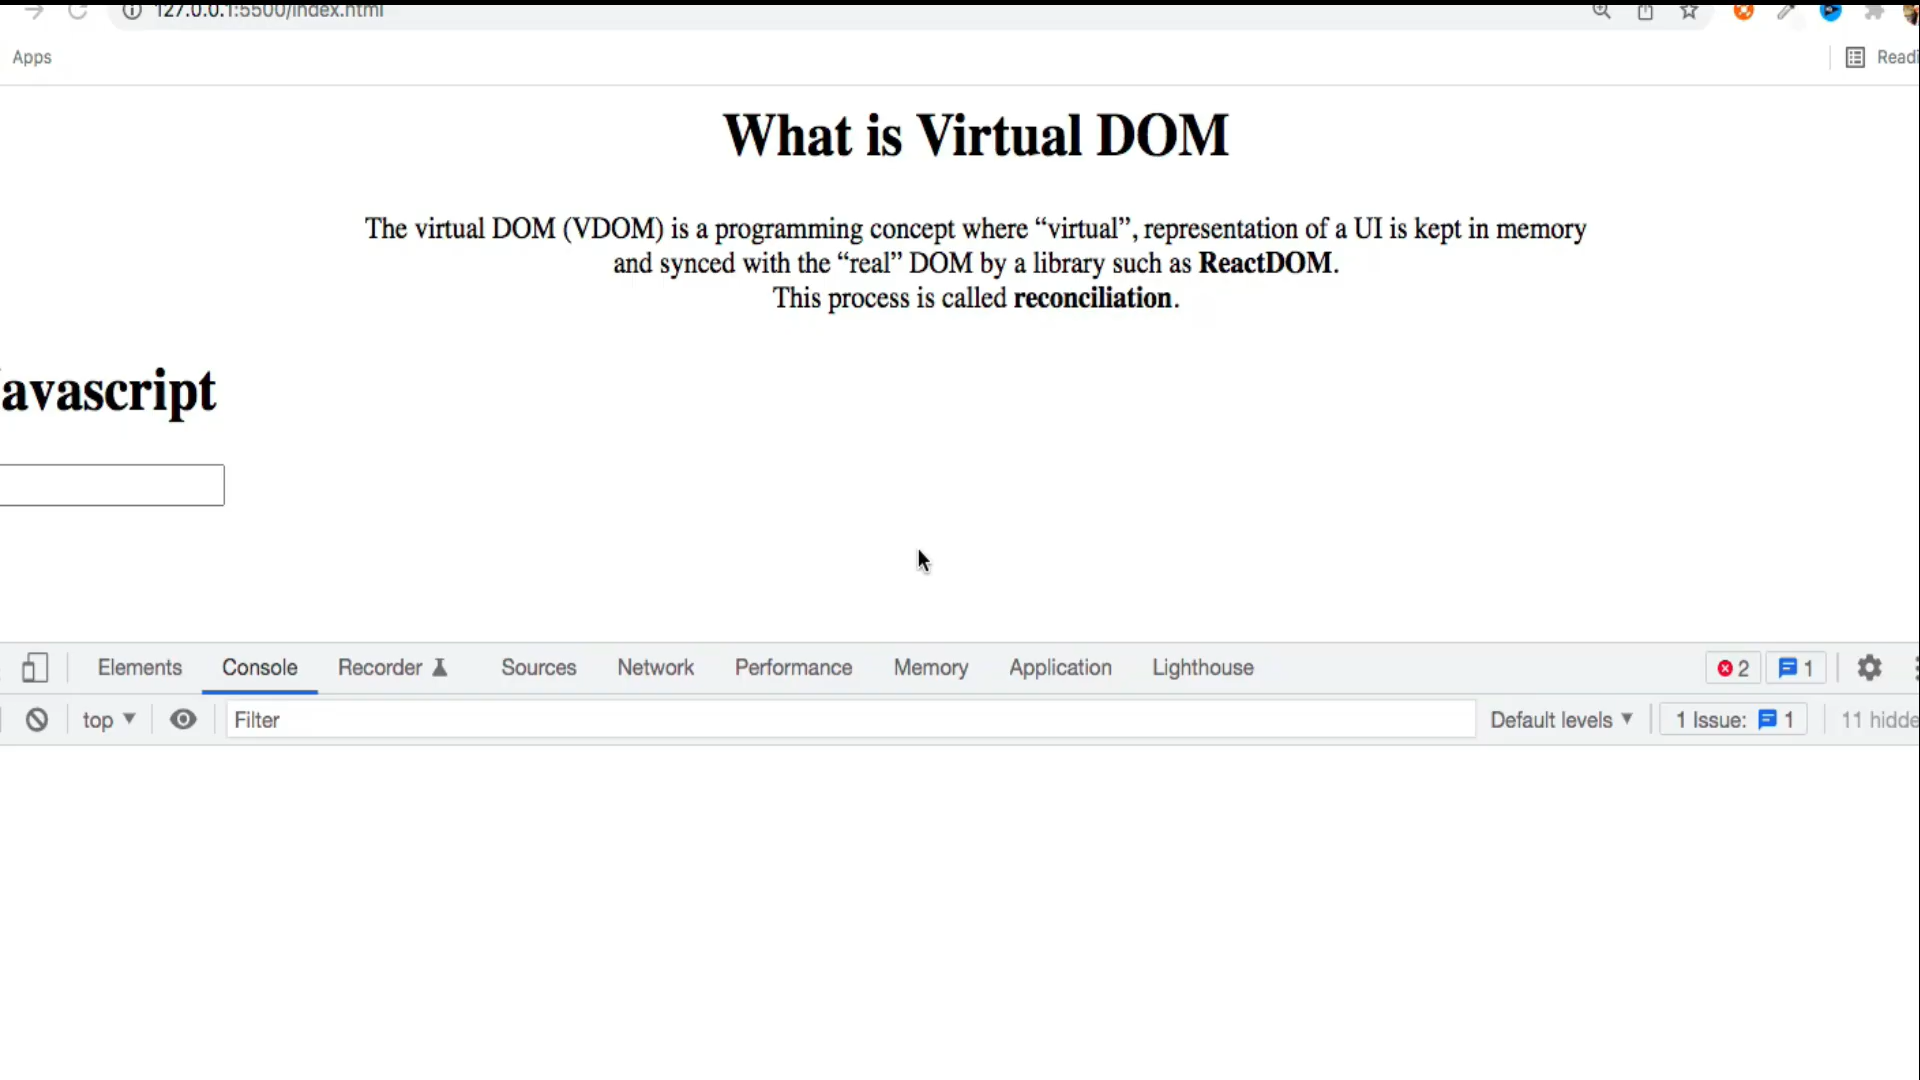 127.0.0.1:5500/index.html
Apps
Readi
What is Virtual DOM
The virtual DOM (VDOM) is a programming concept where “virtual”, representation of a UI is kept in memory
and synced with the “real” DOM by a library such as ReactDOM.
This process is called reconciliation.
avascript
Elements Console Recorder Sources Network Performance Memory Application Lighthouse 2 1
top Filter Default levels 1 Issue: 1 11 hidde